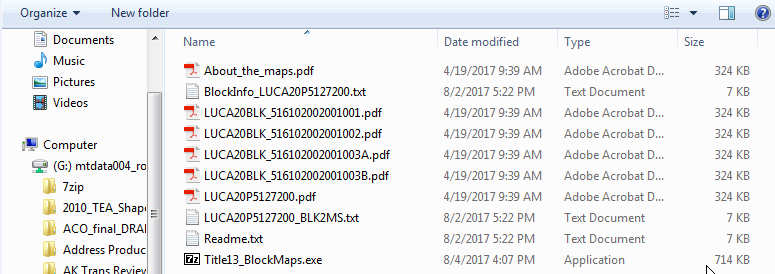 Organize New folder
Documents
Music
Pictures
Videos
Computer
(G:) mtdata004_ro
7zip
2010_TEA_Shape
ACO_final_DRA
Address Produc
AK Trans Review
Name Date modified Type Size
About_the_maps.pdf 4/19/2017 9:39 AM Adobe Acrobat D... 324 KB
BlockInfo_LUCA20P5127200.txt 8/2/2017 5:22 PM Text Document 7 KB
LUCA20BLK_516102002001001.pdf 4/19/2017 9:39 AM Adobe Acrobat D... 324 KB
LUCA20BLK_516102002001002.pdf 4/19/2017 9:39 AM Adobe Acrobat D... 324 KB
LUCA20BLK_516102002001003A.pdf 4/19/2017 9:39 AM Adobe Acrobat D... 324 KB
LUCA20BLK_516102002001003B.pdf 4/19/2017 9:39 AM Adobe Acrobat D... 324 KB
LUCA20P5127200.pdf 4/19/2017 9:39 AM Adobe Acrobat D... 324 KB
LUCA20P5127200_BLK2MS.txt 8/2/2017 5:22 PM Text Document 7 KB
Readme.txt 8/2/2017 5:22 PM Text Document 7 KB
Title13_BlockMaps.exe 8/4/2017 4:07 PM Application 714 KB